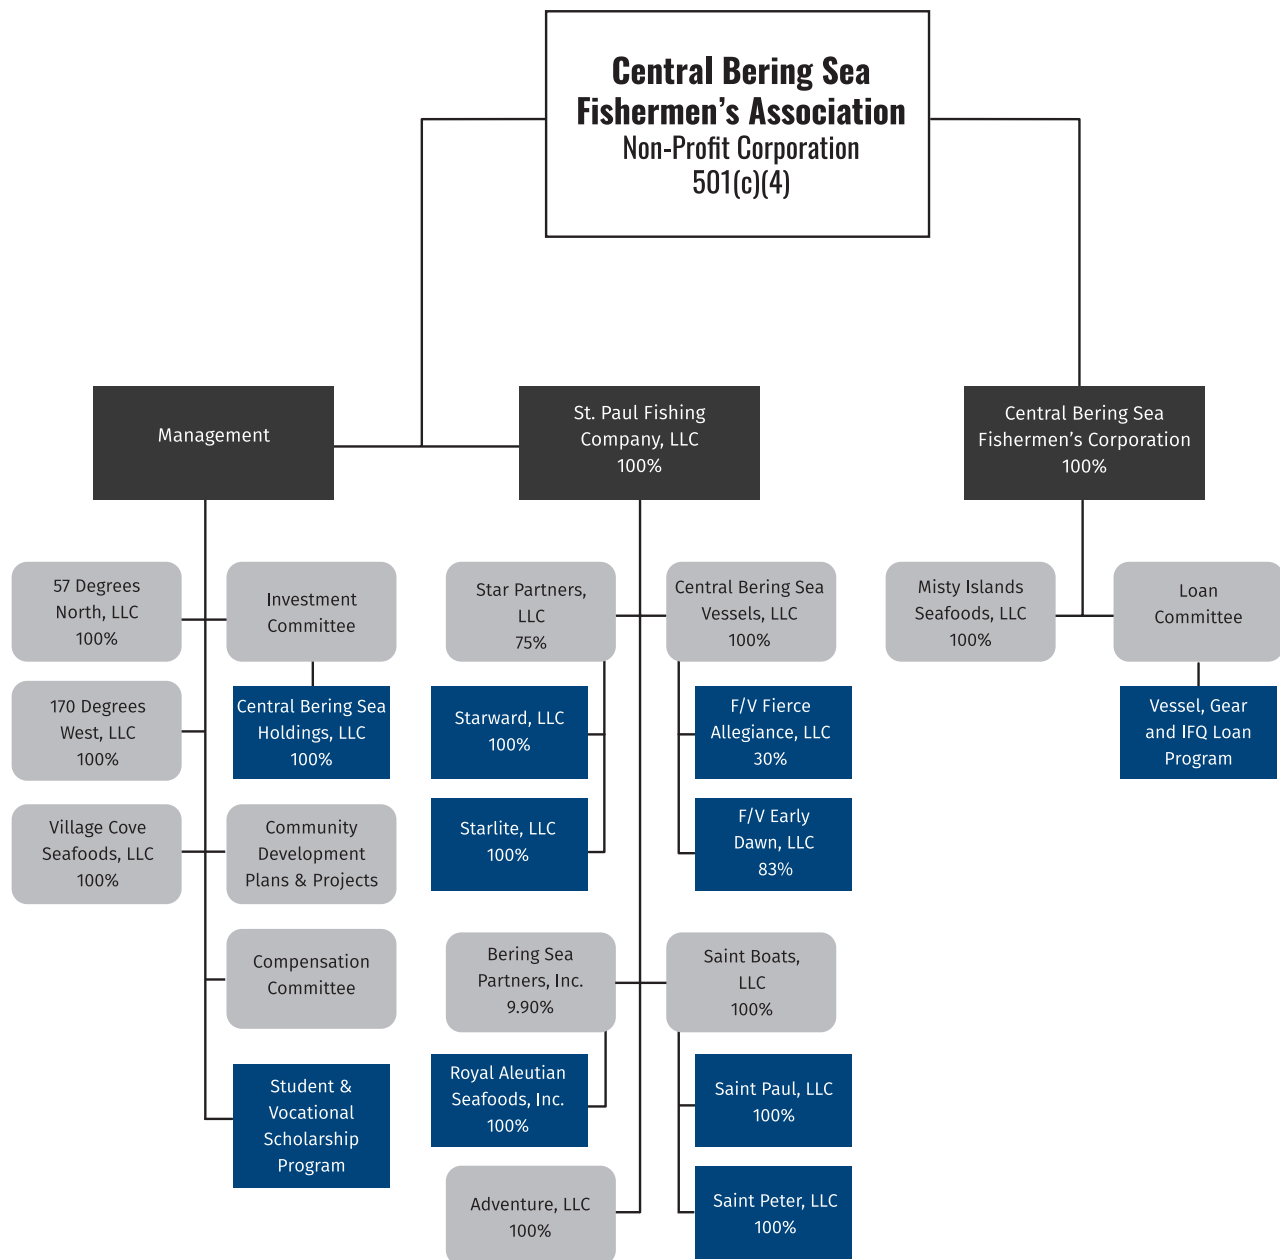 Central Bering Sea
Fishermen's Association
Non-Profit Corporation
501(c)(4)
Management
St. Paul Fishing
Company, LLC
100%
Central Bering Sea
Fishermen's Corporation
100%
57 Degrees
North, LLC
100%
Investment
Committee
Central Bering Sea
Holdings, LLC
100%
170 Degrees
West, LLC
100%
Village Cove
Seafoods, LLC
100%
Community
Development
Plans & Projects
Compensation
Committee
Student &
Vocational
Scholarship
Program
Star Partners,
LLC
75%
Starward, LLC
100%
Starlite, LLC
100%
Central Bering Sea
Vessels, LLC
100%
F/V Fierce
Allegiance, LLC
30%
F/V Early
Dawn, LLC
83%
Bering Sea
Partners, Inc.
9.90%
Royal Aleutian
Seafoods, Inc.
100%
Adventure, LLC
100%
Saint Boats,
LLC
100%
Saint Paul, LLC
100%
Saint Peter, LLC
100%
Misty Islands
Seafoods, LLC
100%
Loan
Committee
Vessel, Gear
and IFQ Loan
Program